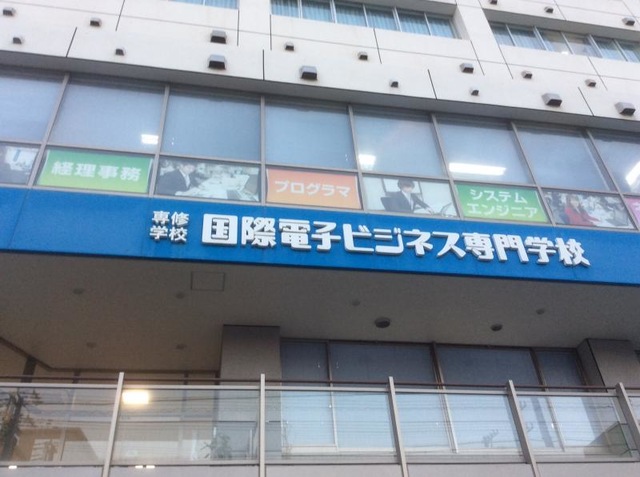 経理事務
プログラマ
システム
エンジニア
専修
学校
国際電子ビジネス専門学校